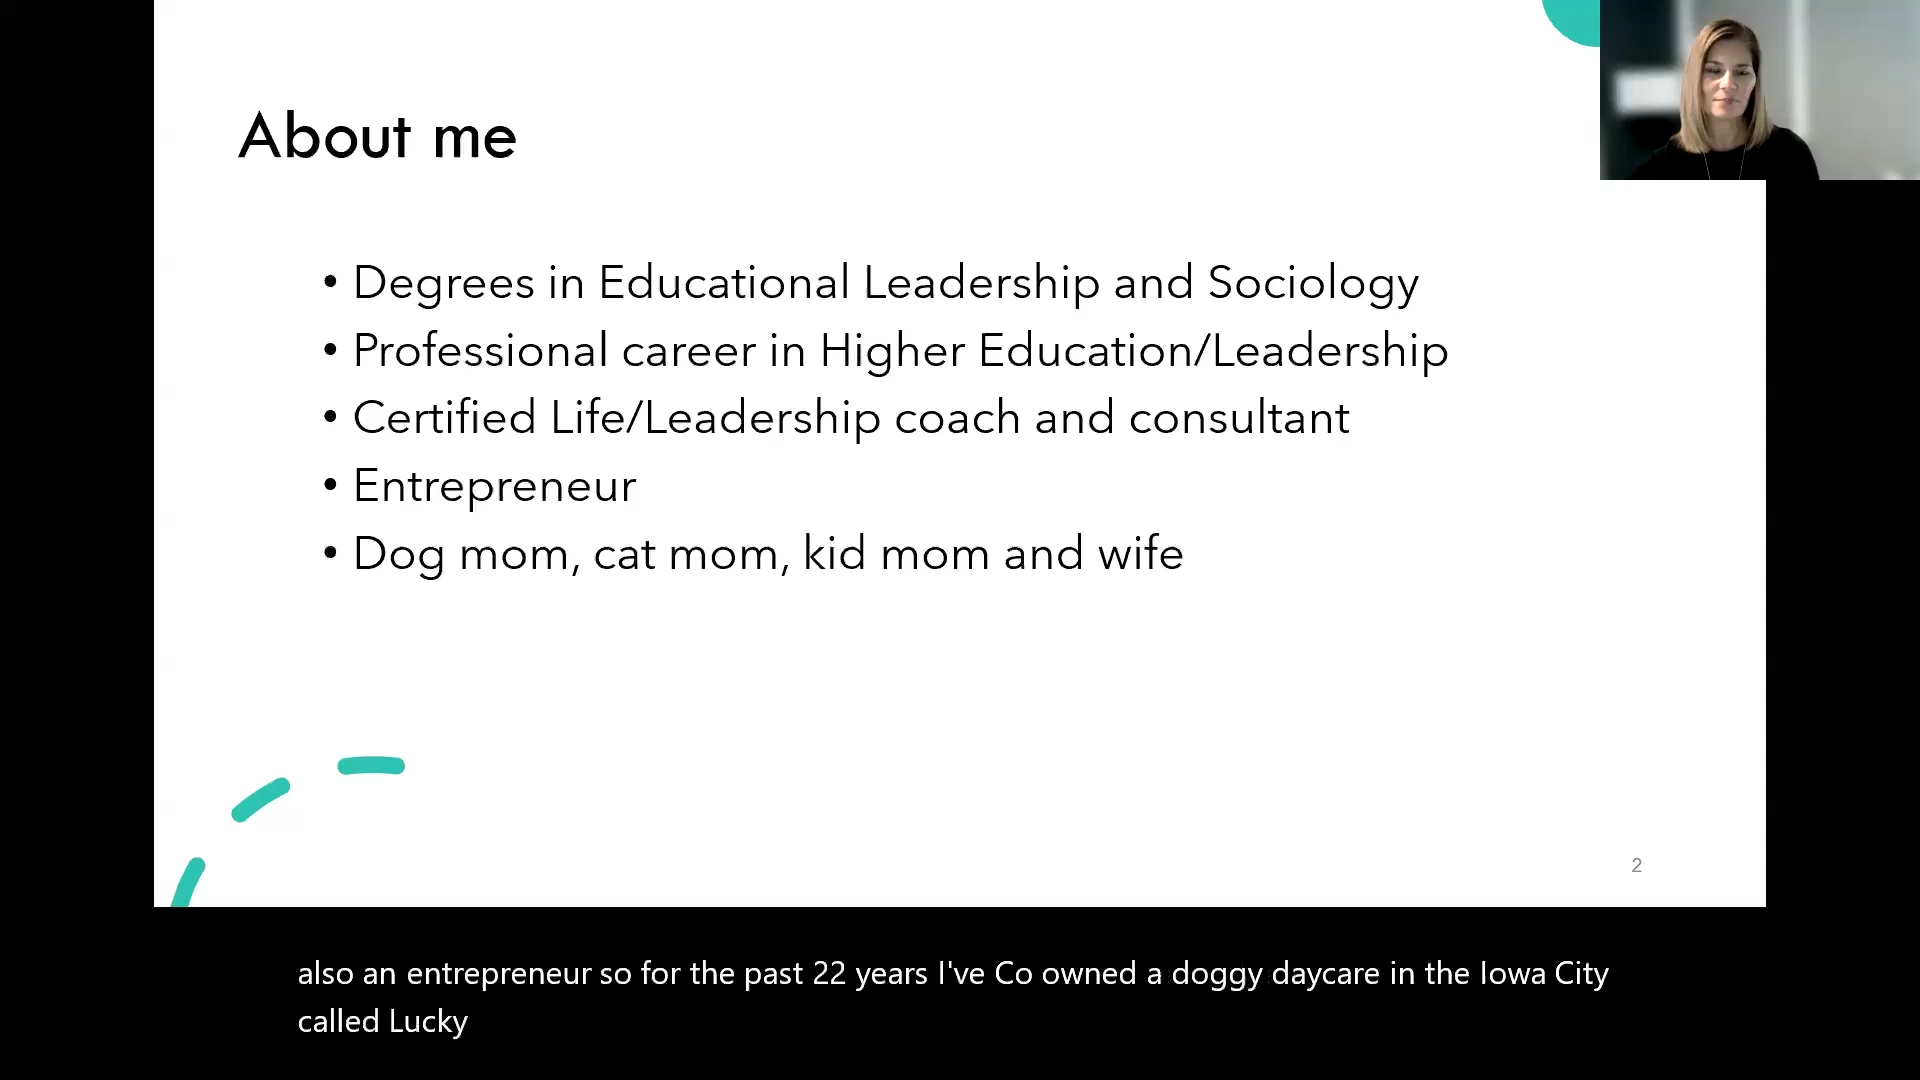 About me
• Degrees in Educational Leadership and Sociology
• Professional career in Higher Education/Leadership
• Certified Life/Leadership coach and consultant
• Entrepreneur
• Dog mom, cat mom, kid mom and wife
2
also an entrepreneur so for the past 22 years I've Co owned a doggy daycare in the Iowa City
called Lucky